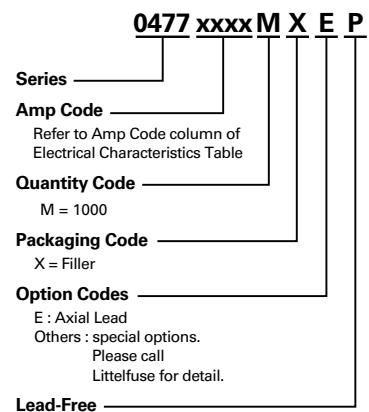 0477 xxxx M X E P
Series
Amp Code
Refer to Amp Code column of
Electrical Characteristics Table
Quantity Code
M = 1000
Packaging Code
X = Filler
Option Codes
E : Axial Lead
Others : special options.
Please call
Littelfuse for detail.
Lead-Free